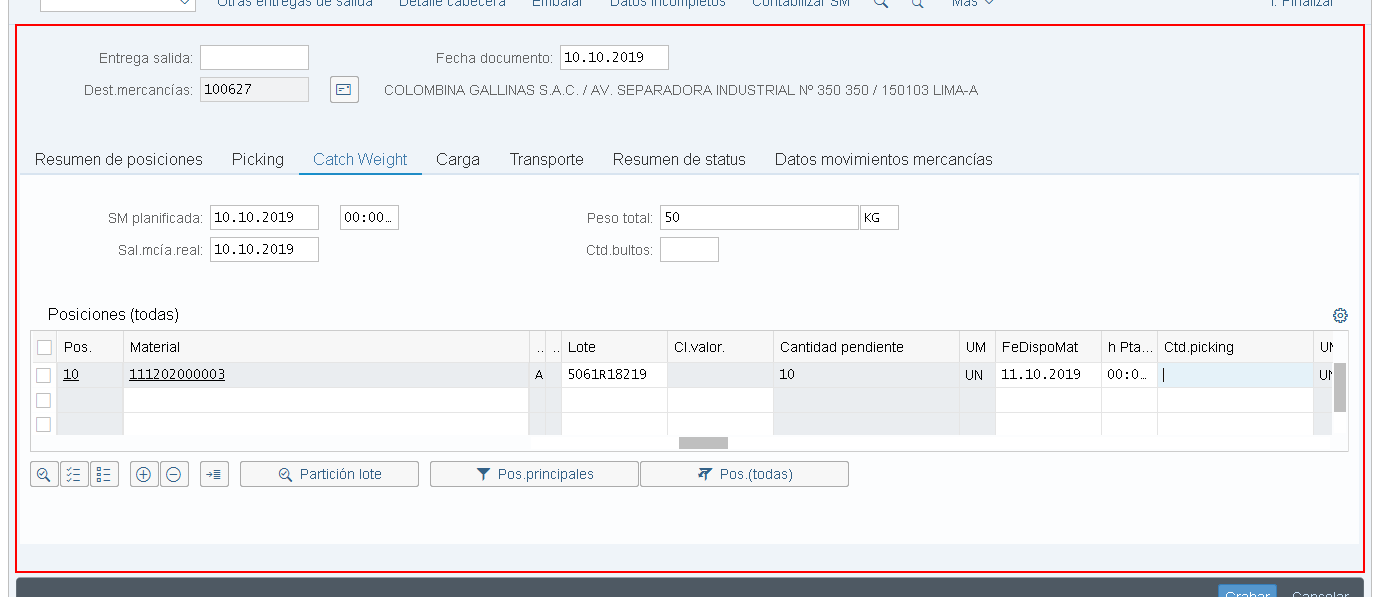 Otras entregas de salida Detalle cabecera Embalar Datos incompletos Contabilizar SM Más T. Finalizar
Entrega salida: Fecha documento: 10.10.2019
Dest.mercancías: 100627 COLOMBINA GALLINAS S.A.C. / AV. SEPARADORA INDUSTRIAL Nº 350 350 / 150103 LIMA-A
Resumen de posiciones Picking Catch Weight Carga Transporte Resumen de status Datos movimientos mercancías
SM planificada: 10.10.2019 00:00... Peso total: 50 KG
Sal.mcía.real: 10.10.2019 Ctd.bultos:
Posiciones (todas)
Pos. Material .. .. Lote Cl.valor. Cantidad pendiente UM FeDispoMat h Pta... Ctd.picking
10 111202000003 A 5061R18219 10 UN 11.10.2019 00:0... UN
Partición lote Pos.principales Pos.(todas)
Grabar Cancelar